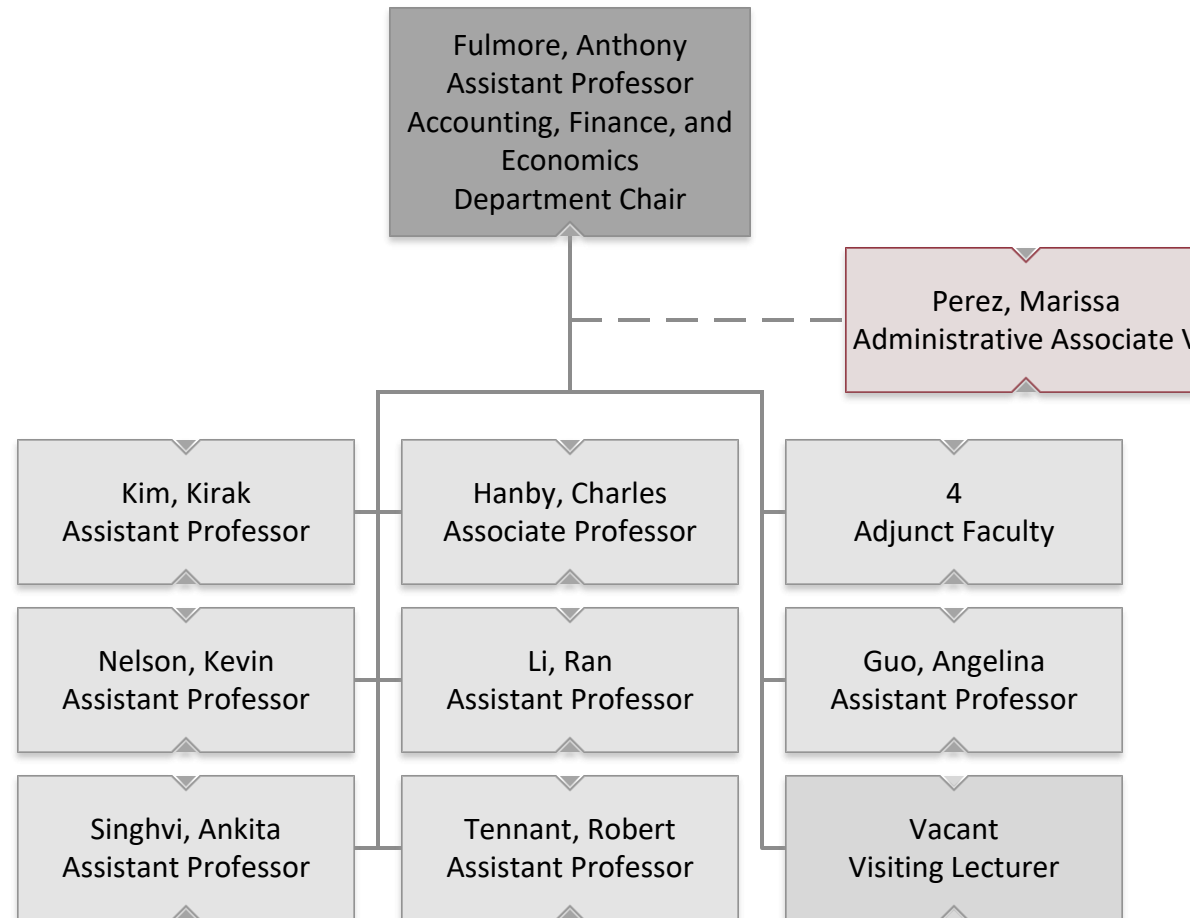 Fulmore, Anthony
Assistant Professor
Accounting, Finance, and
Economics
Department Chair
Perez, Marissa
Administrative Associate V
Kim, Kirak
Assistant Professor
Hanby, Charles
Associate Professor
4
Adjunct Faculty
Nelson, Kevin
Assistant Professor
Li, Ran
Assistant Professor
Guo, Angelina
Assistant Professor
Singhvi, Ankita
Assistant Professor
Tennant, Robert
Assistant Professor
Vacant
Visiting Lecturer